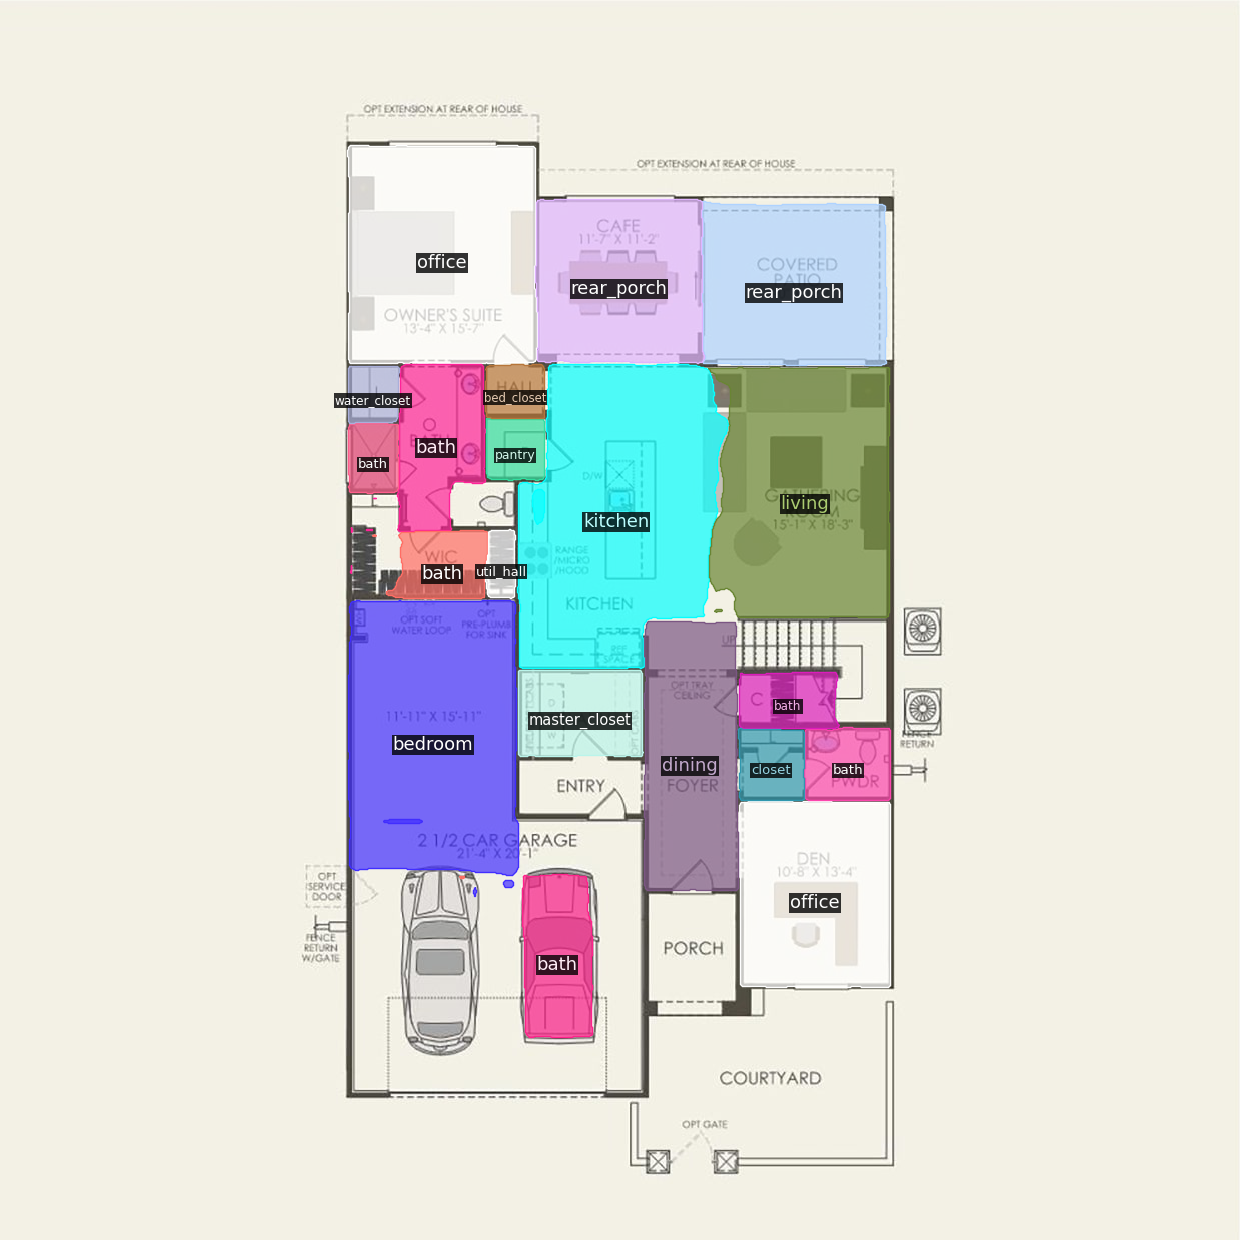 OPT EXTENSION AT REAR OF HOUSE
OPT EXTENSION AT REAR OF HOUSE
CAFE
11'-7" X 11'-2"
office
rear_porch
COVERED
PATIO
rear_porch
OWNER'S SUITE
13'-4" X 15'-7"
HALL
water_closet
bed_closet
BATH
bath
bath
pantry
D/W
GATHERING
ROOM
living
15'-1" X 18'-3"
kitchen
RANGE
/MICRO
/HOOD
WIC
bath
util_hall
KITCHEN
OPT SOFT
WATER LOOP
OPT
PRE-PLUMB
FOR SINK
UP
REF
SPACE
OPT TRAY
CEILING
11'-11" X 15'-11"
master_closet
C
bath
bedroom
FENCE
RETURN
dining
FOYER
closet
bath
PWDR
ENTRY
2 1/2 CAR GARAGE
21'-4" X 20'-1"
DEN
10'-8" X 13'-4"
office
OPT
SERVICE
DOOR
FENCE
RETURN
W/GATE
PORCH
bath
COURTYARD
OPT GATE